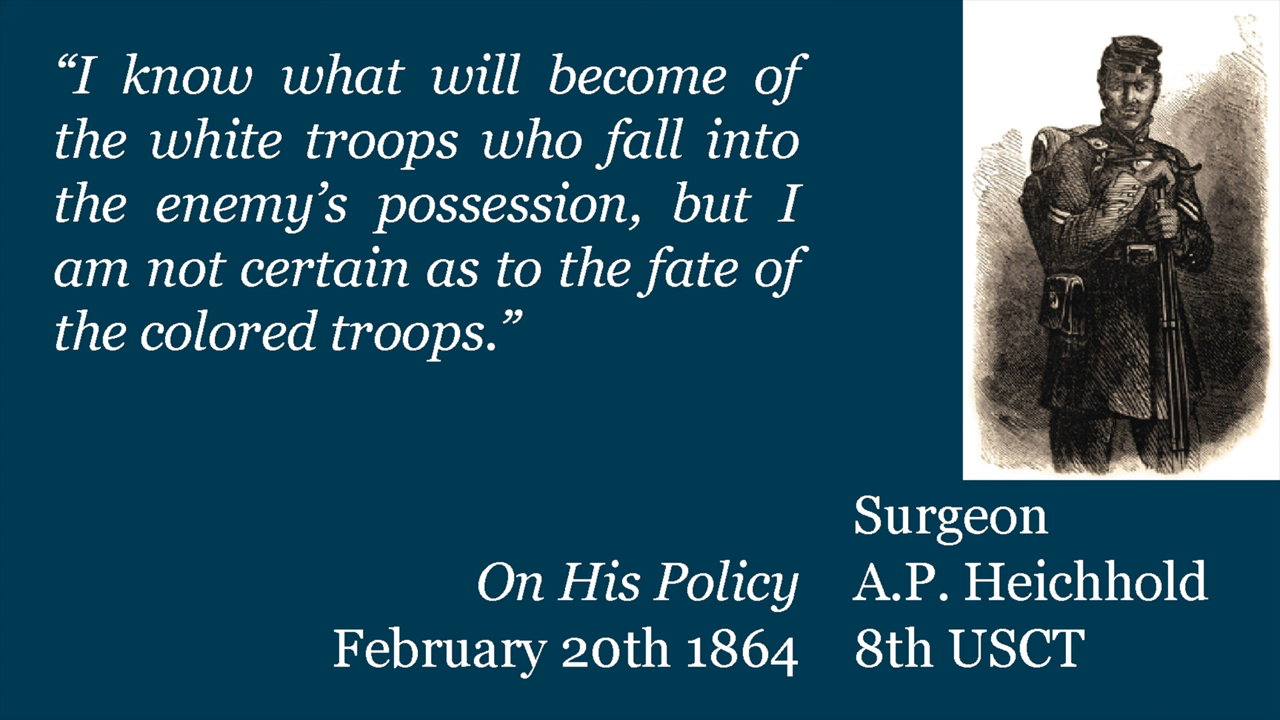 “I know what will become of
the white troops who fall into
the enemy’s possession, but I
am not certain as to the fate of
the colored troops.”
On His Policy
February 20th 1864
Surgeon
A.P. Heichhold
8th USCT